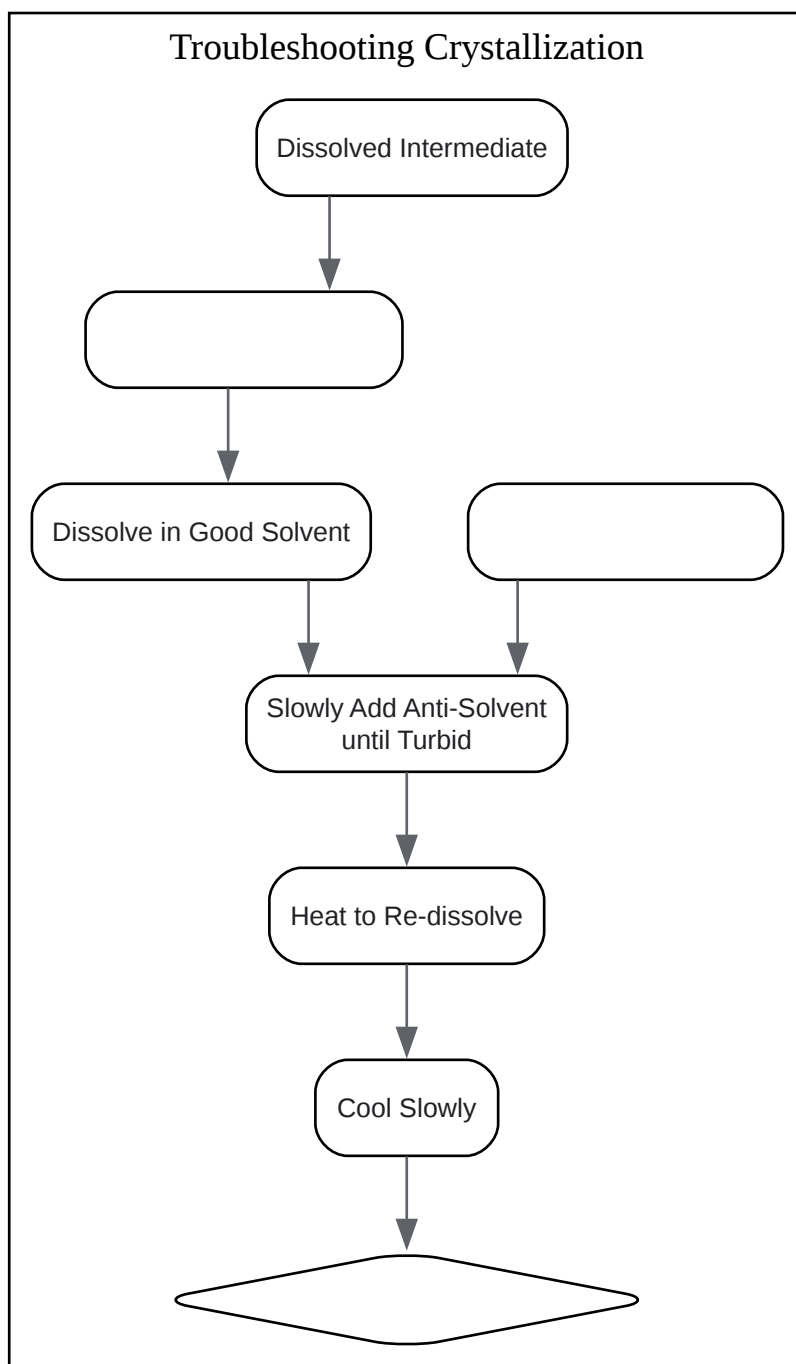 Troubleshooting Crystallization
Dissolved Intermediate
Dissolve in Good Solvent
Slowly Add Anti-Solvent
until Turbid
Heat to Re-dissolve
Cool Slowly